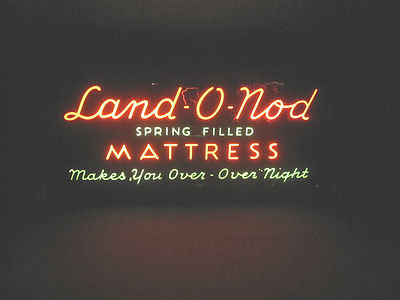 Land-O-Nod
SPRING FILLED
MATTRESS
Makes You Over-Over Night